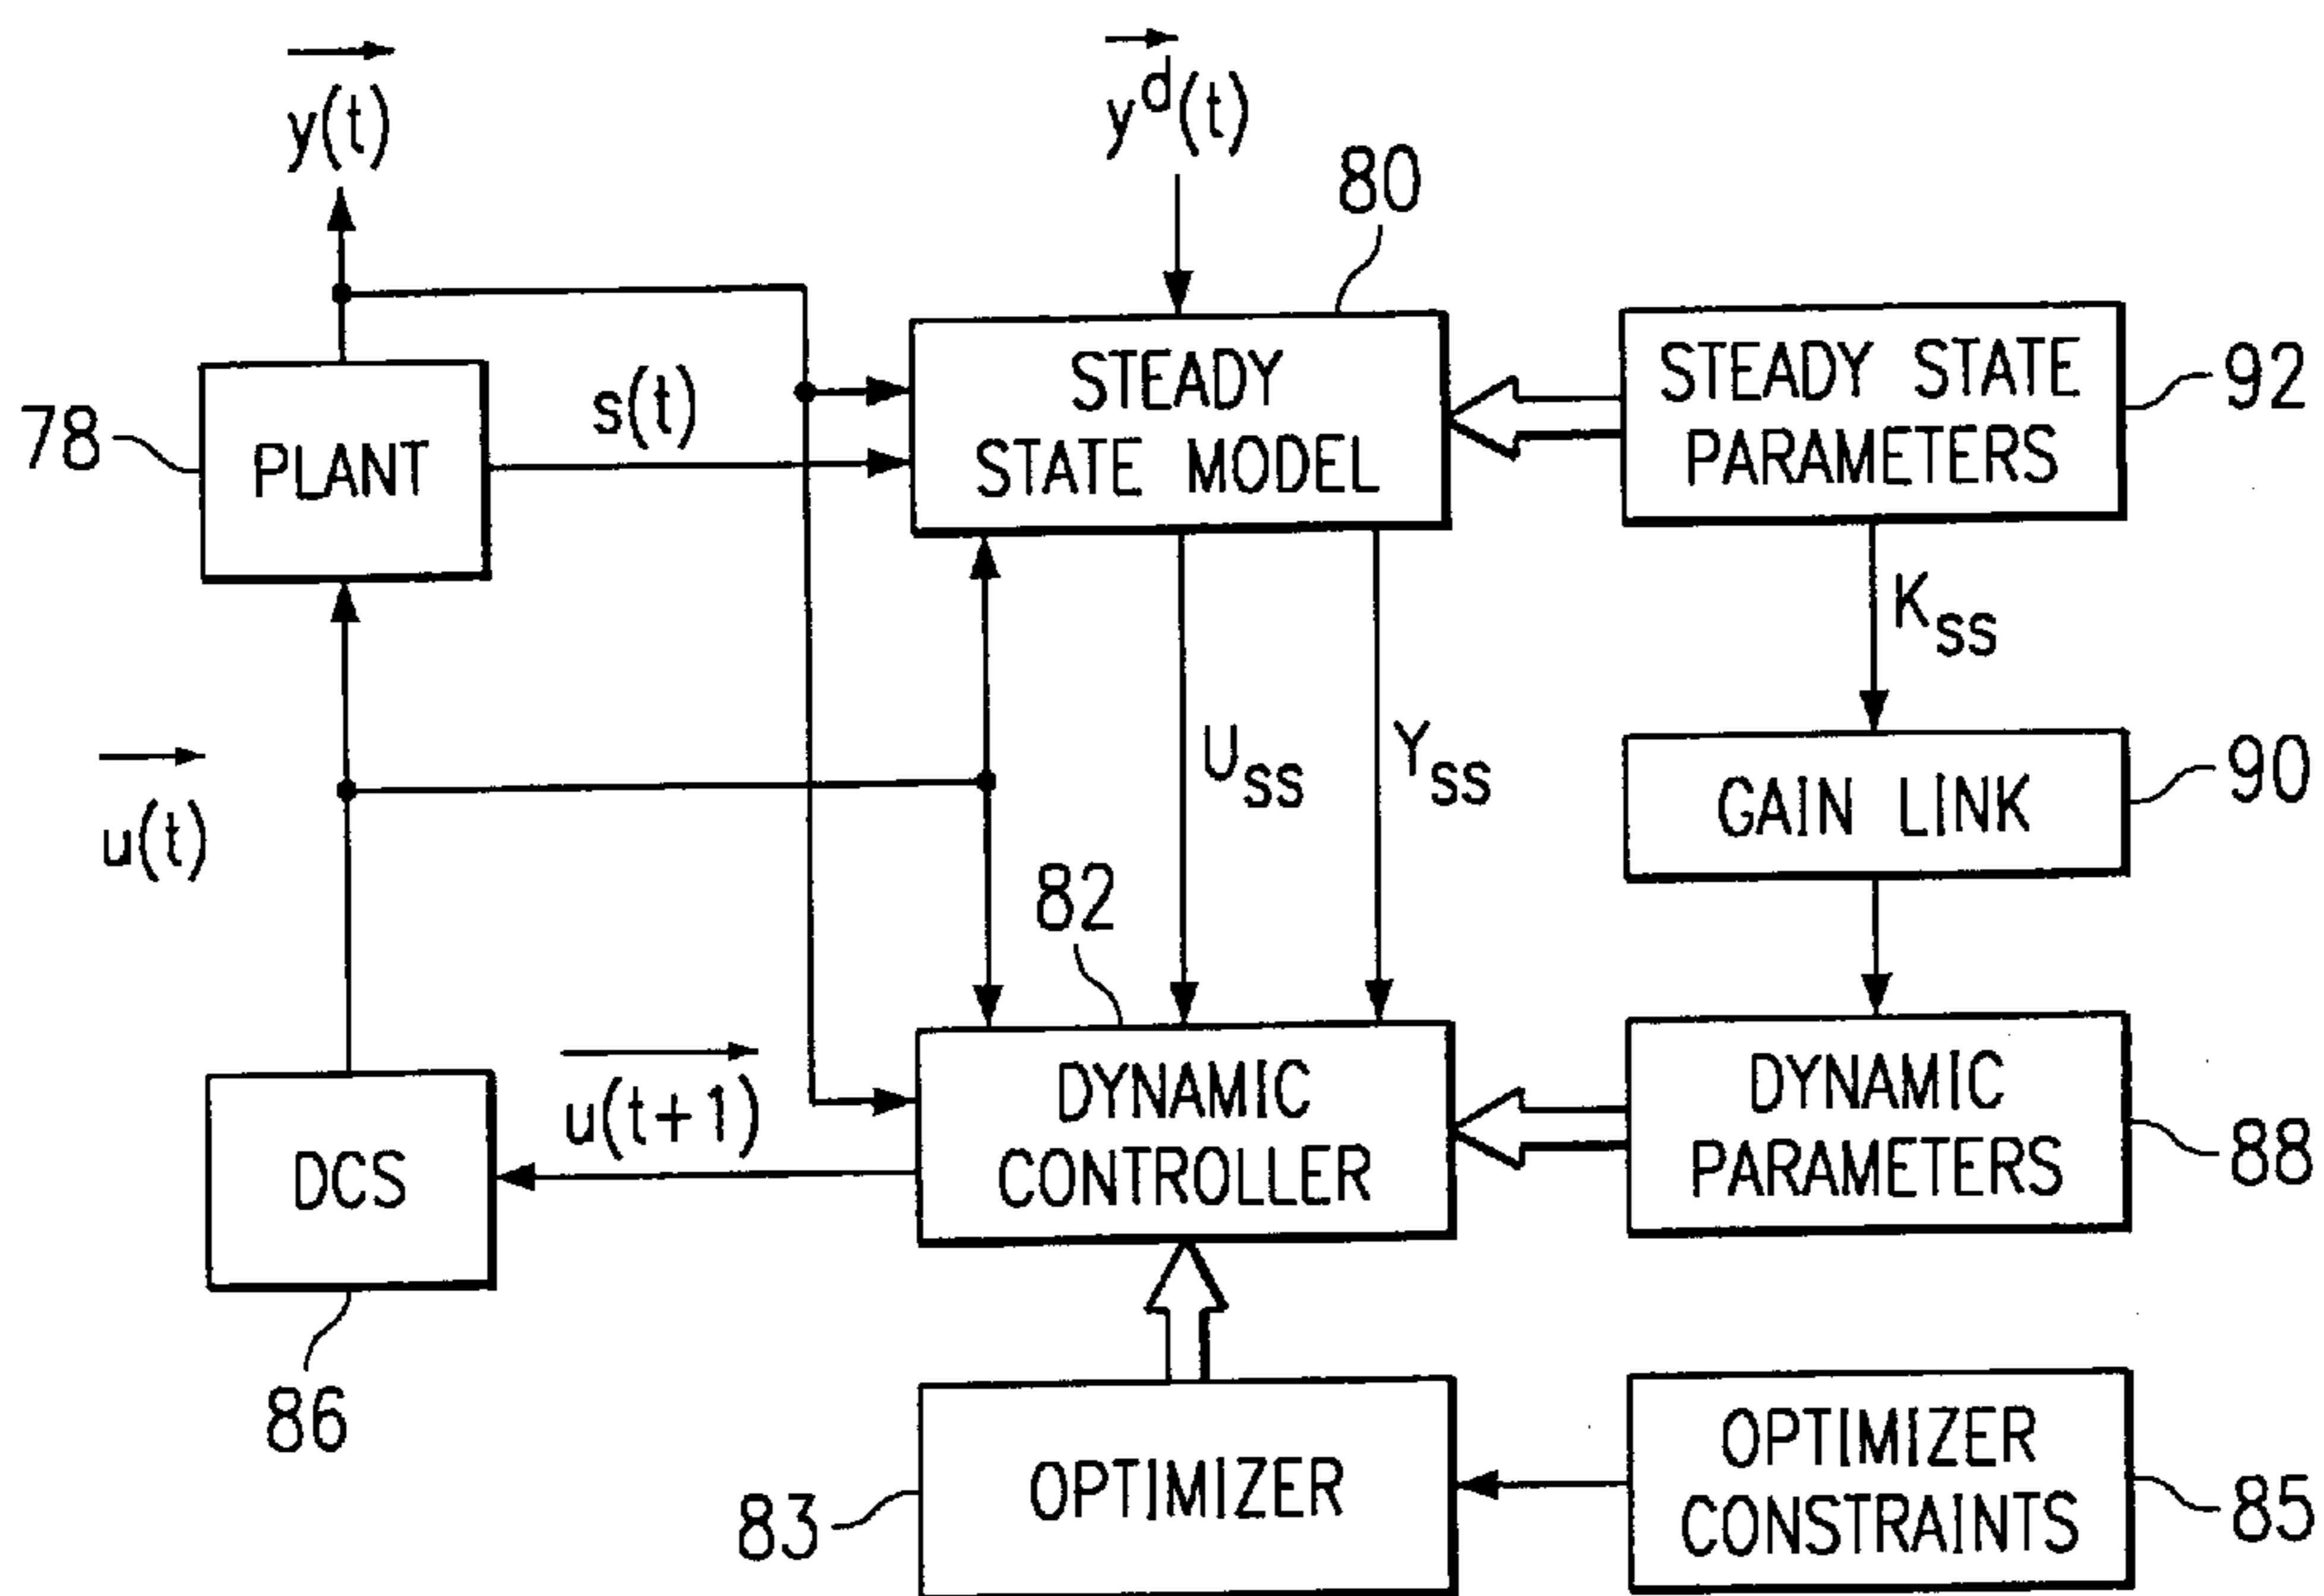 y(t)
y^d(t)
80
78
PLANT
s(t)
STEADY
STATE MODEL
STEADY STATE
PARAMETERS
92
K_SS
u(t)
U_SS
Y_SS
GAIN LINK
90
82
DCS
86
u(t+1)
DYNAMIC
CONTROLLER
DYNAMIC
PARAMETERS
88
83
OPTIMIZER
OPTIMIZER
CONSTRAINTS
85